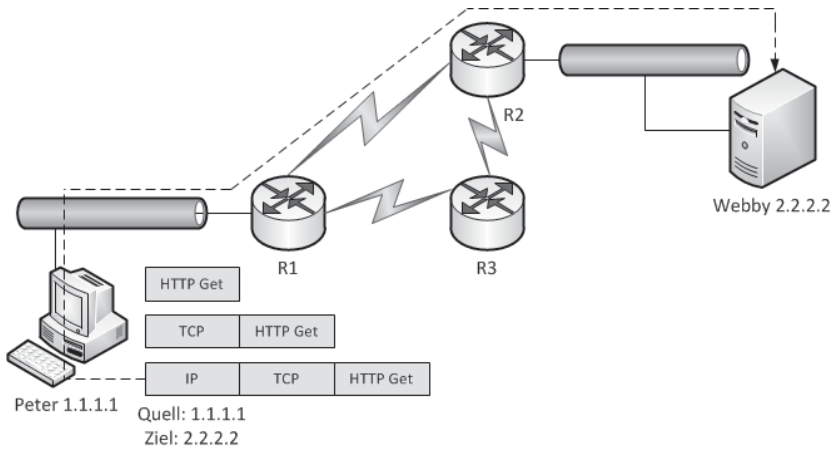 R2
Webby 2.2.2.2
R1
R3
HTTP Get
TCP HTTP Get
IP TCP HTTP Get
Peter 1.1.1.1
Quell: 1.1.1.1
Ziel: 2.2.2.2